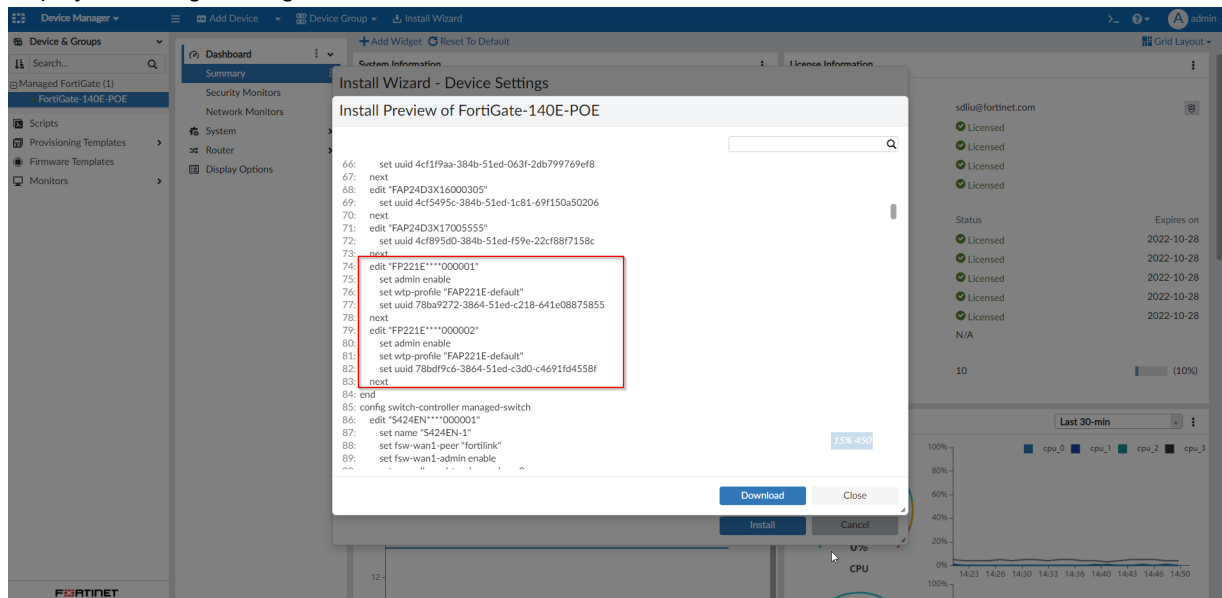 Device Manager
Add Device
Device Group
Install Wizard
admin
Device & Groups
Search...
Managed FortiGate (1)
FortiGate-140E-POE
Scripts
Provisioning Templates
Firmware Templates
Monitors
Dashboard
Summary
Security Monitors
Network Monitors
System
Router
Display Options
+Add Widget Reset To Default
Grid Layout
System Information
License Information
Install Wizard - Device Settings
Install Preview of FortiGate-140E-POE
66: set uuid 4cf1f9aa-384b-51ed-063f-2db799769ef8
67: next
68: edit "FAP24D3X16000305"
69: set uuid 4cf5495c-384b-51ed-1c81-69f150a50206
70: next
71: edit "FAP24D3X17005555"
72: set uuid 4cf895d0-384b-51ed-f59e-22cf88f7158c
73: next
74: edit "FP221E****000001"
75: set admin enable
76: set wtp-profile "FAP221E-default"
77: set uuid 78ba9272-3864-51ed-c218-641e08875855
78: next
79: edit "FP221E****000002"
80: set admin enable
81: set wtp-profile "FAP221E-default"
82: set uuid 78bdf9c6-3864-51ed-c3d0-c4691fd4558f
83: next
84: end
85: config switch-controller managed-switch
86: edit "S424EN****000001"
87: set name "S424EN-1"
88: set fsw-wan1-peer "fortilink"
89: set fsw-wan1-admin enable
15% 450
Download
Close
Install
Cancel
sdliu@fortinet.com
Licensed
Licensed
Licensed
Licensed
Status Expires on
Licensed 2022-10-28
Licensed 2022-10-28
Licensed 2022-10-28
Licensed 2022-10-28
Licensed 2022-10-28
N/A
10 (10%)
Last 30-min
cpu_0 cpu_1 cpu_2 cpu_3
100%
80%
60%
40%
20%
0%
14:23 14:26 14:30 14:33 14:36 14:40 14:43 14:46 14:50
100%
0%
CPU
12
FORTINET